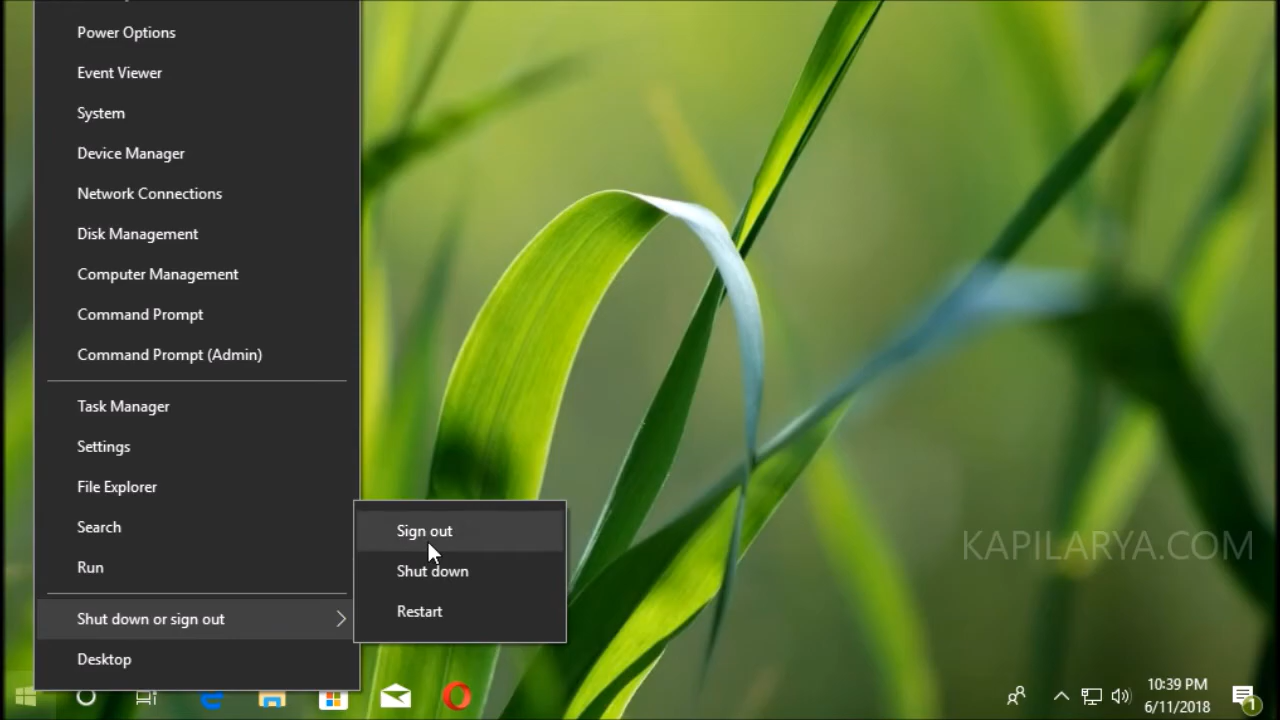 Power Options
Event Viewer
System
Device Manager
Network Connections
Disk Management
Computer Management
Command Prompt
Command Prompt (Admin)
Task Manager
Settings
File Explorer
Search
Run
Shut down or sign out
Desktop
Sign out
Shut down
Restart
KAPILARYA.COM
10:39 PM
6/11/2018
1